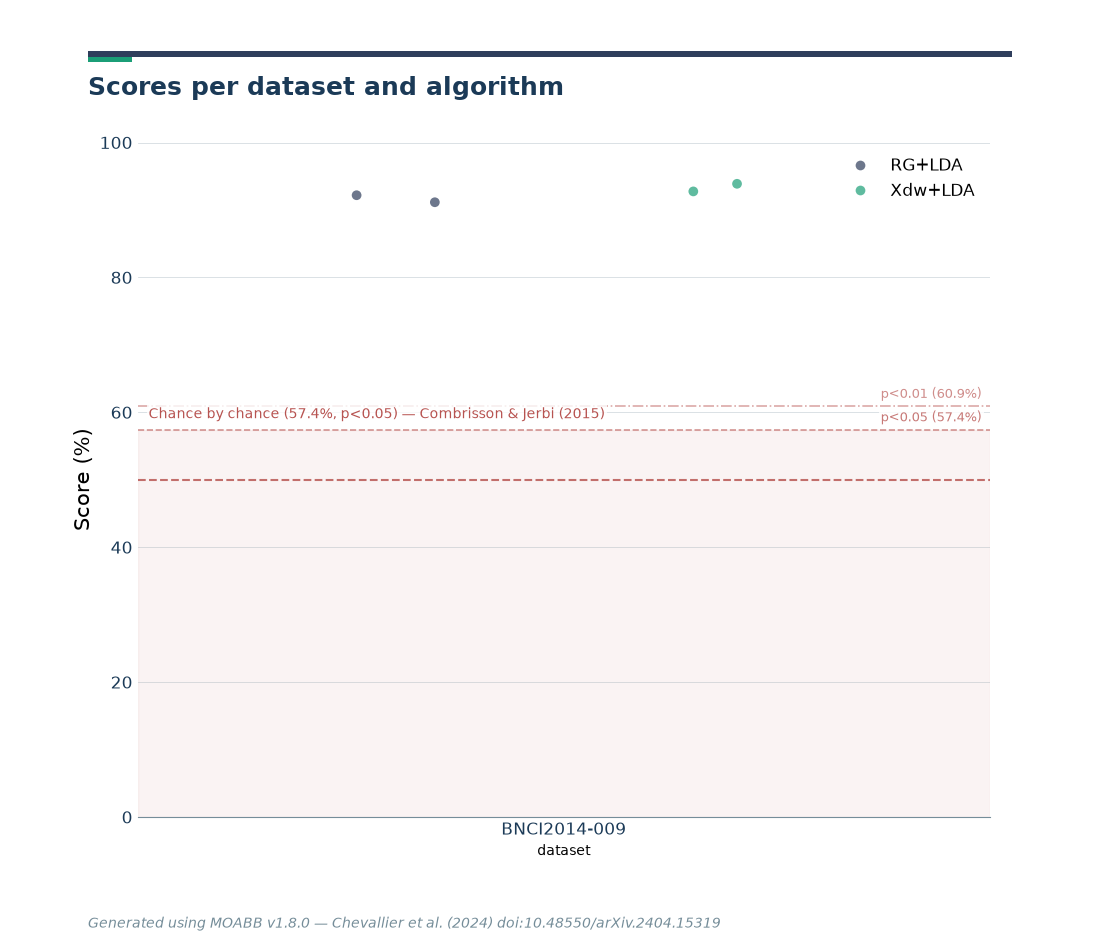 Scores per dataset and algorithm
100
RG+LDA
Xdw+LDA
80
p<0.01 (60.9%)
60
Chance by chance (57.4%, p<0.05) — Combrisson & Jerbi (2015)
p<0.05 (57.4%)
Score (%)
40
20
0
BNCI2014-009
dataset
Generated using MOABB v1.8.0 — Chevallier et al. (2024) doi:10.48550/arXiv.2404.15319